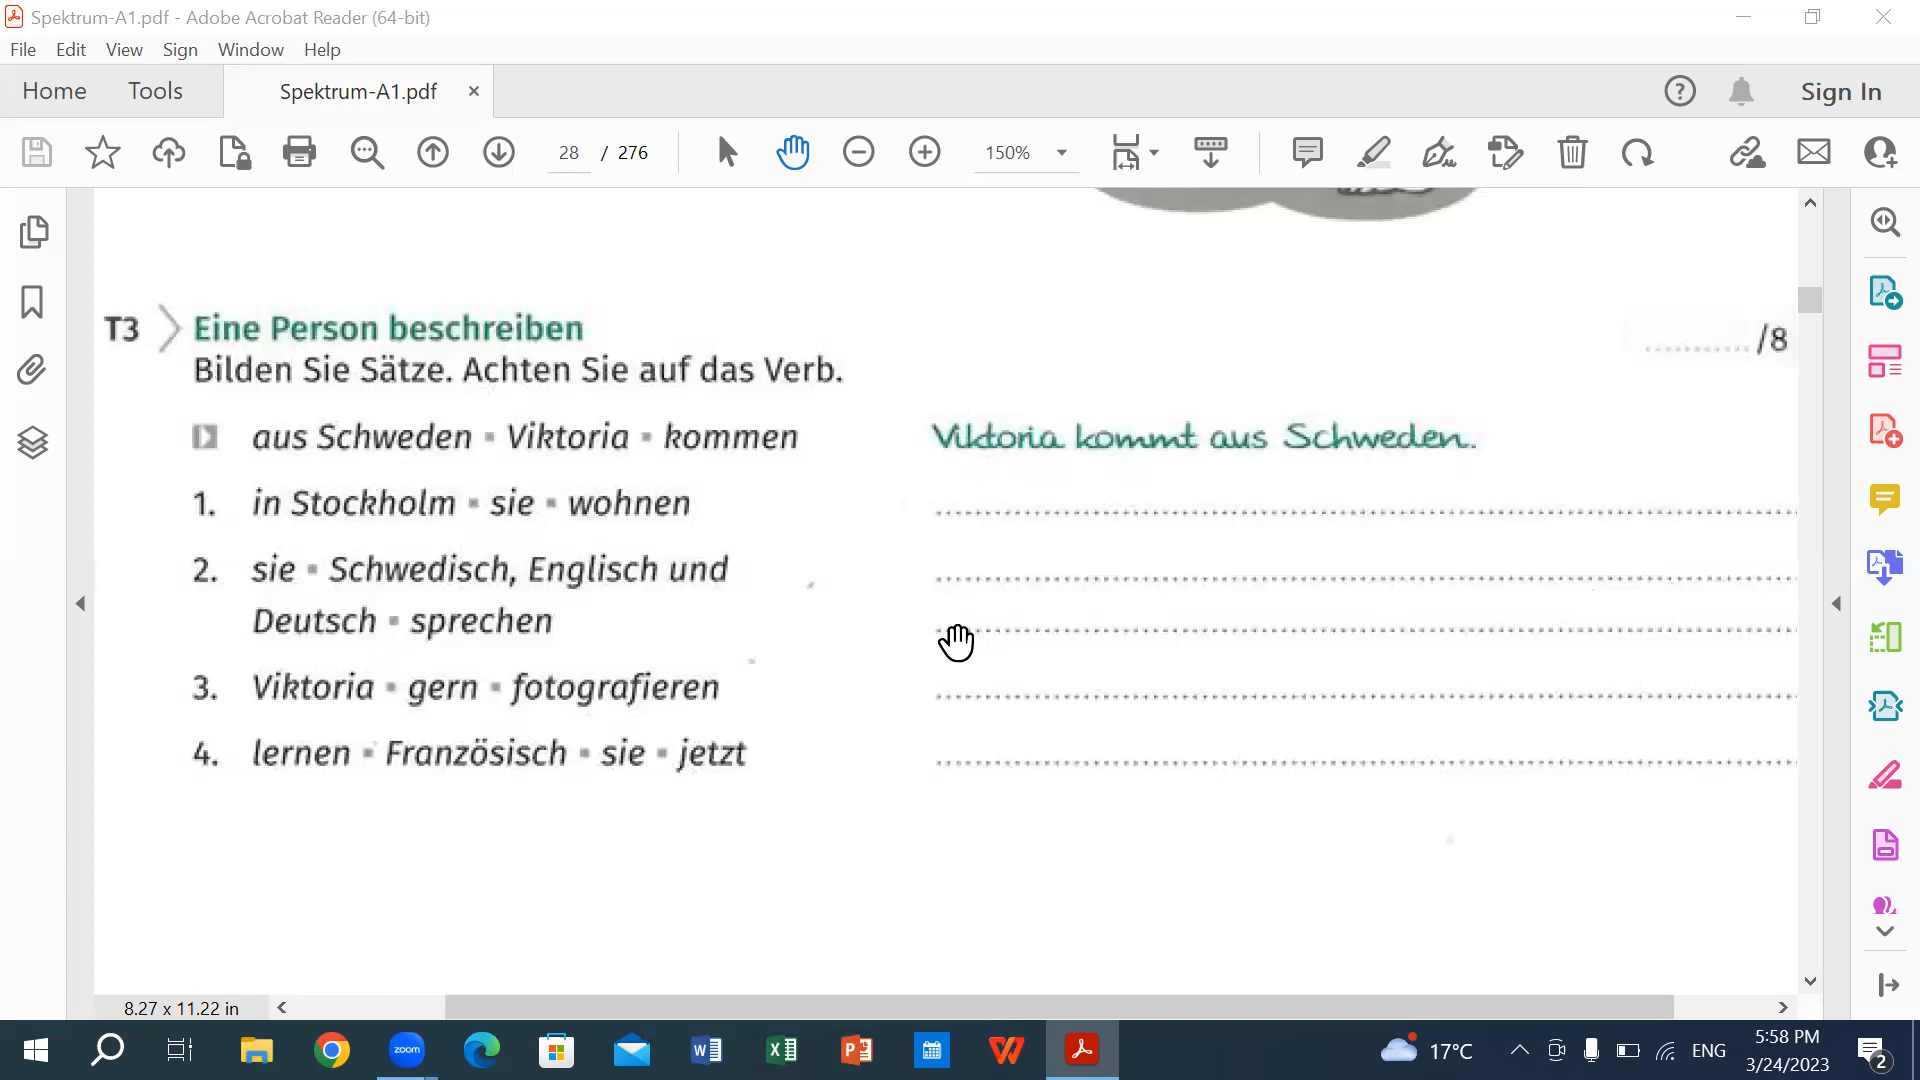 Spektrum-A1.pdf - Adobe Acrobat Reader (64-bit)
File Edit View Sign Window Help
Home Tools Spektrum-A1.pdf × Sign In
28 / 276 150%
T3 Eine Person beschreiben ............ /8
Bilden Sie Sätze. Achten Sie auf das Verb.
aus Schweden ▪ Viktoria ▪ kommen Viktoria kommt aus Schweden.
1. in Stockholm ▪ sie ▪ wohnen
2. sie ▪ Schwedisch, Englisch und
Deutsch ▪ sprechen
3. Viktoria ▪ gern ▪ fotografieren
4. lernen ▪ Französisch ▪ sie ▪ jetzt
8.27 x 11.22 in
zoom
17°C ENG 5:58 PM
3/24/2023 2